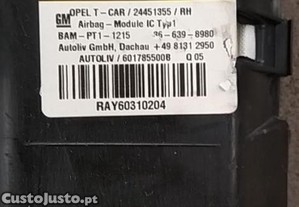 GM OPEL T-CAR / 24451355 / RH
Airbag-Module IC Typ1
BAM-PT1-1215 96-639-8980
Autoliv GmbH, Dachau +49 8131 2950
AUTOLIV / 601785500B Q 05
RAY60310204
CustoJusto.pt